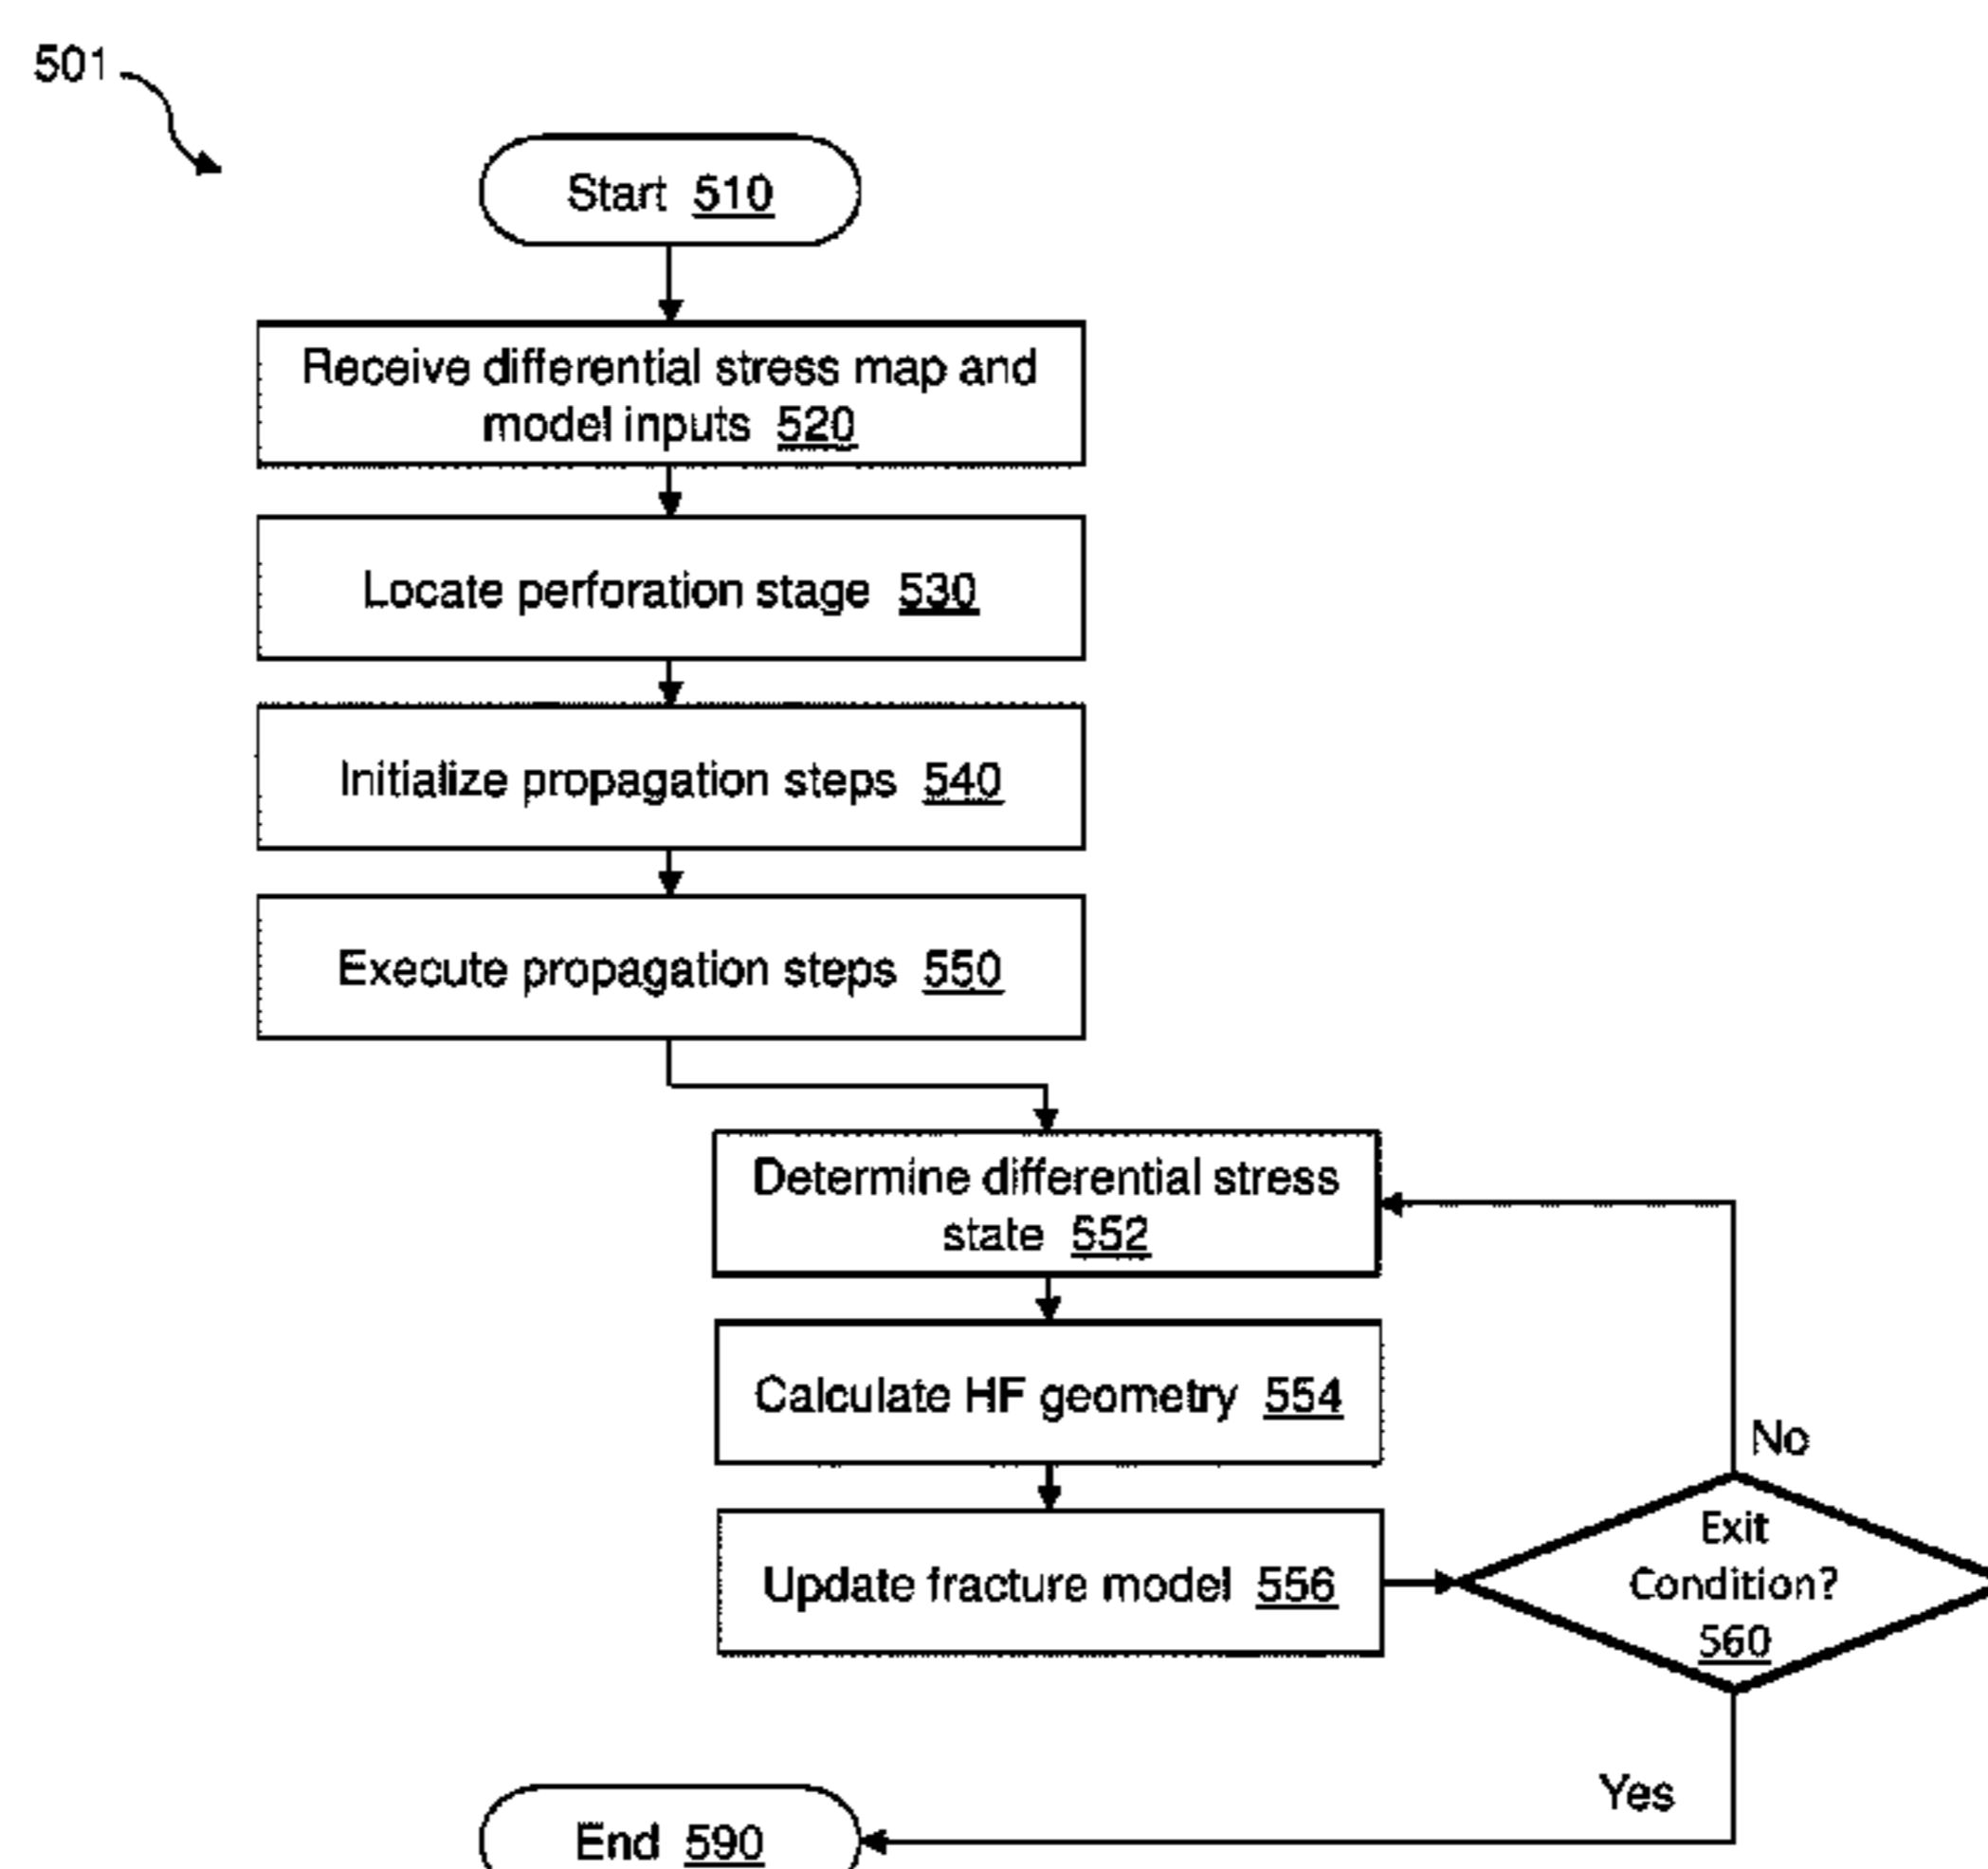 501
Start 510
Receive differential stress map and
model inputs 520
Locate perforation stage 530
Initialize propagation steps 540
Execute propagation steps 550
Determine differential stress
state 552
Calculate HF geometry 554
No
Update fracture model 556
Exit
Condition?
560
Yes
End 590